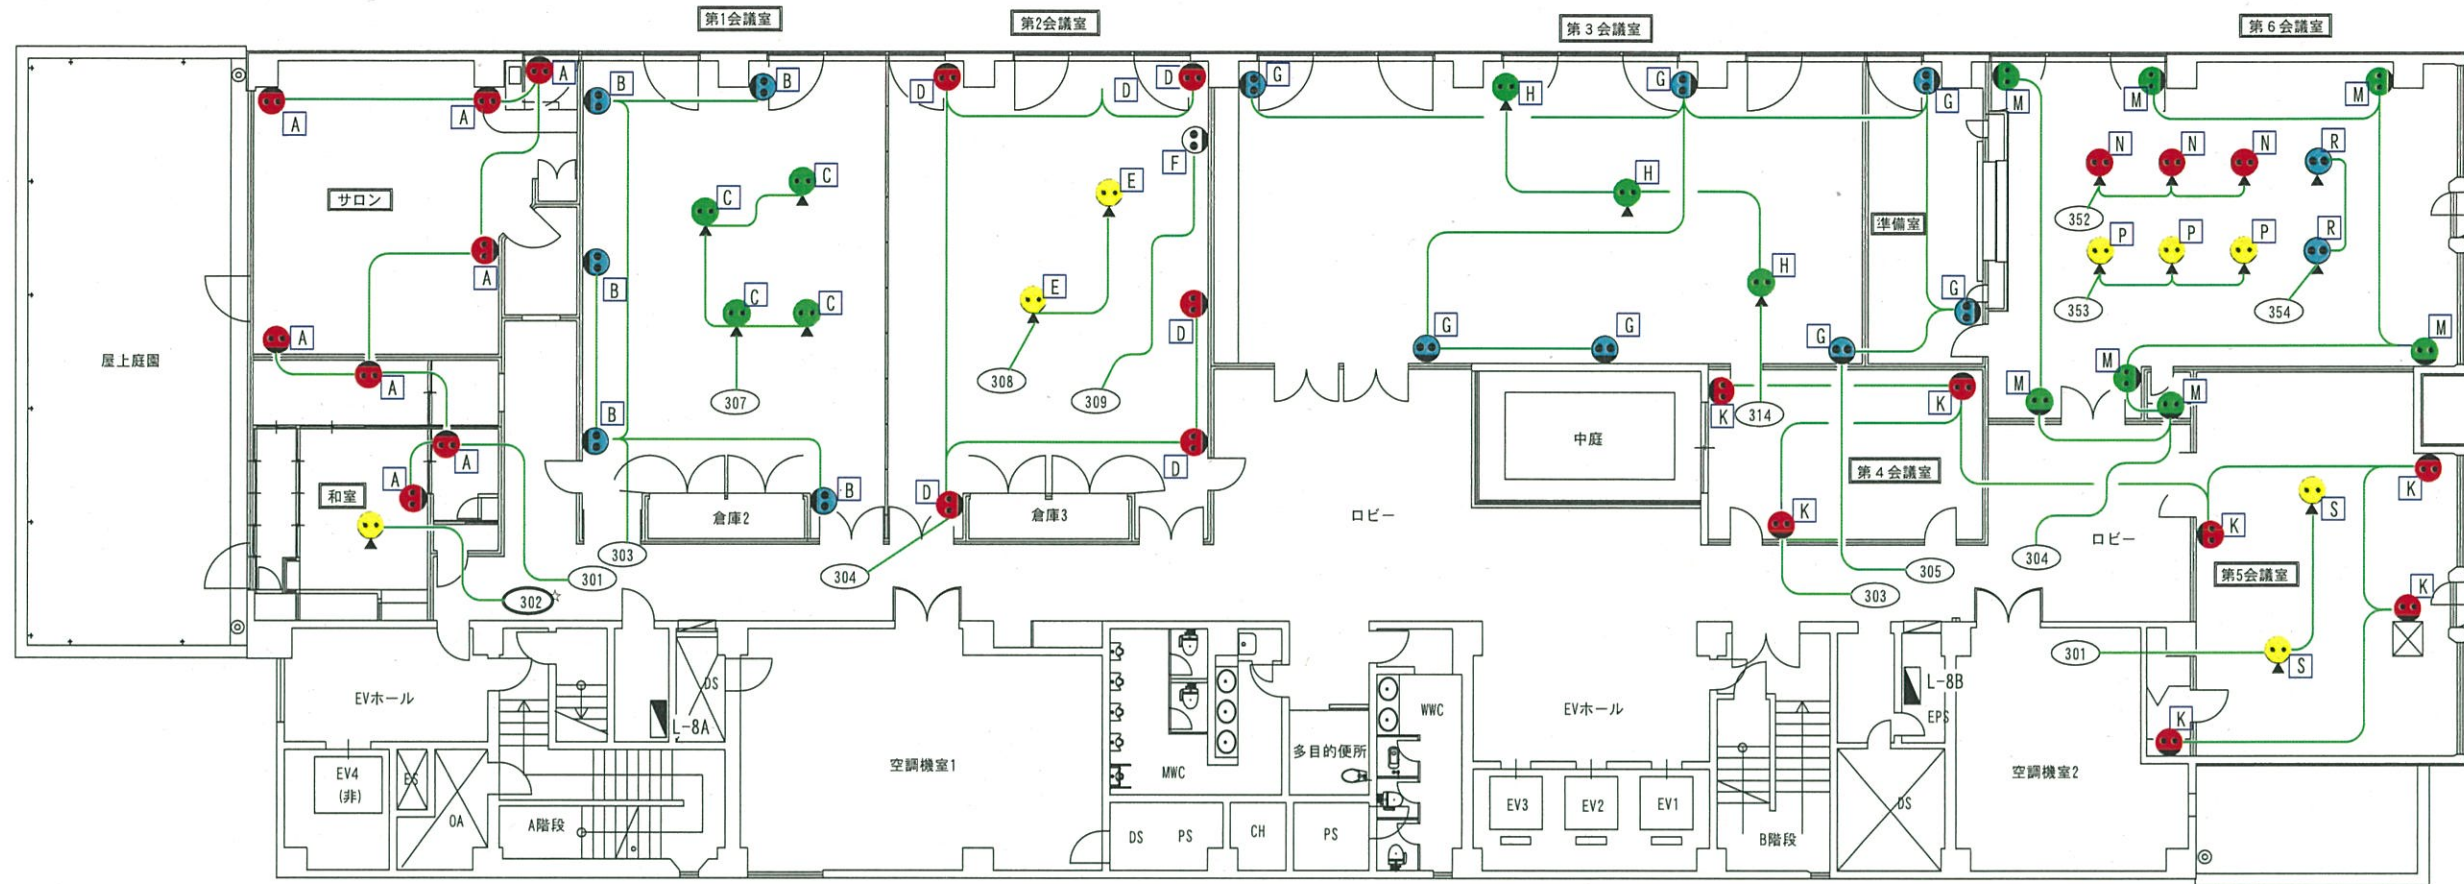 第1会議室
第2会議室
第３会議室
第６会議室
A
B
B
D
D
D
G
H
G
G
M
M
M
A
A
F
E
C
C
H
N
N
N
R
サロン
352
準備室
P
P
P
R
A
B
C
C
E
D
H
G
353
354
屋上庭園
A
A
308
309
307
G
G
G
M
M
M
M
K
K
314
B
A
A
和室
倉庫2
B
D
倉庫3
D
ロビー
中庭
第４会議室
K
K
K
S
303
304
301
302
☆
305
303
304
ロビー
第5会議室
K
301
S
K
EVホール
DS
L-8A
WWC
EVホール
L-8B
EPS
EV4
(非)
ES
OA
A階段
空調機室1
MWC
多目的便所
DS
PS
CH
PS
EV3
EV2
EV1
B階段
DS
空調機室2